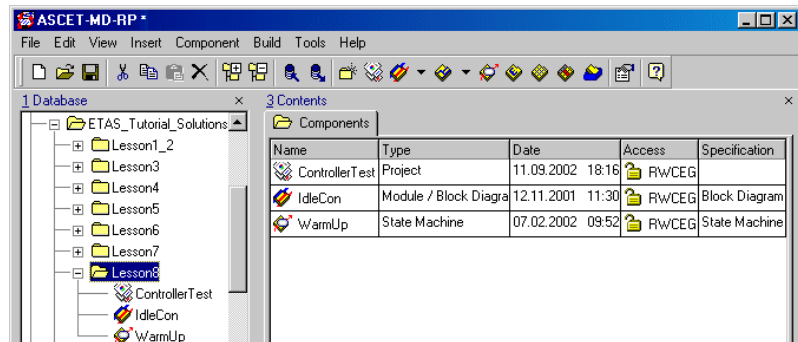 ASCET-MD-RP *
File Edit View Insert Component Build Tools Help
1 Database
3 Contents
ETAS_Tutorial_Solutions
Lesson1_2
Lesson3
Lesson4
Lesson5
Lesson6
Lesson7
Lesson8
ControllerTest
IdleCon
WarmUp
Components
Name Type Date Access Specification
ControllerTest Project 11.09.2002 18:16 RWCEG
IdleCon Module / Block Diagra 12.11.2001 11:30 RWCEG Block Diagram
WarmUp State Machine 07.02.2002 09:52 RWCEG State Machine